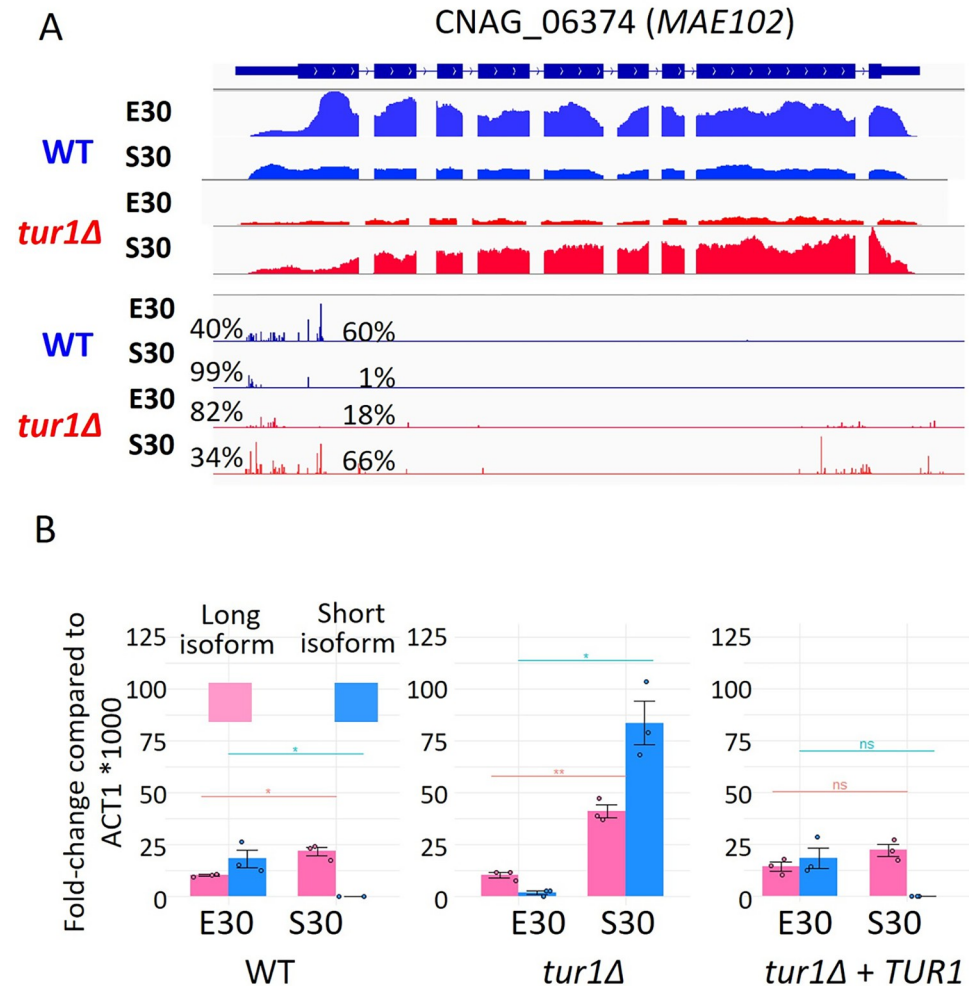 A
CNAG_06374 (MAE102)
E30
WT
S30
E30
tur1Δ
S30
E30
40% 60%
WT
S30
99% 1%
E30
82% 18%
tur1Δ
S30
34% 66%
B
Fold-change compared to
ACT1 *1000
Long
isoform
Short
isoform
125
100
75
50
25
0
*
*
E30 S30
WT
125
100
75
50
25
0
*
**
E30 S30
tur1Δ
125
100
75
50
25
0
ns
ns
E30 S30
tur1Δ + TUR1